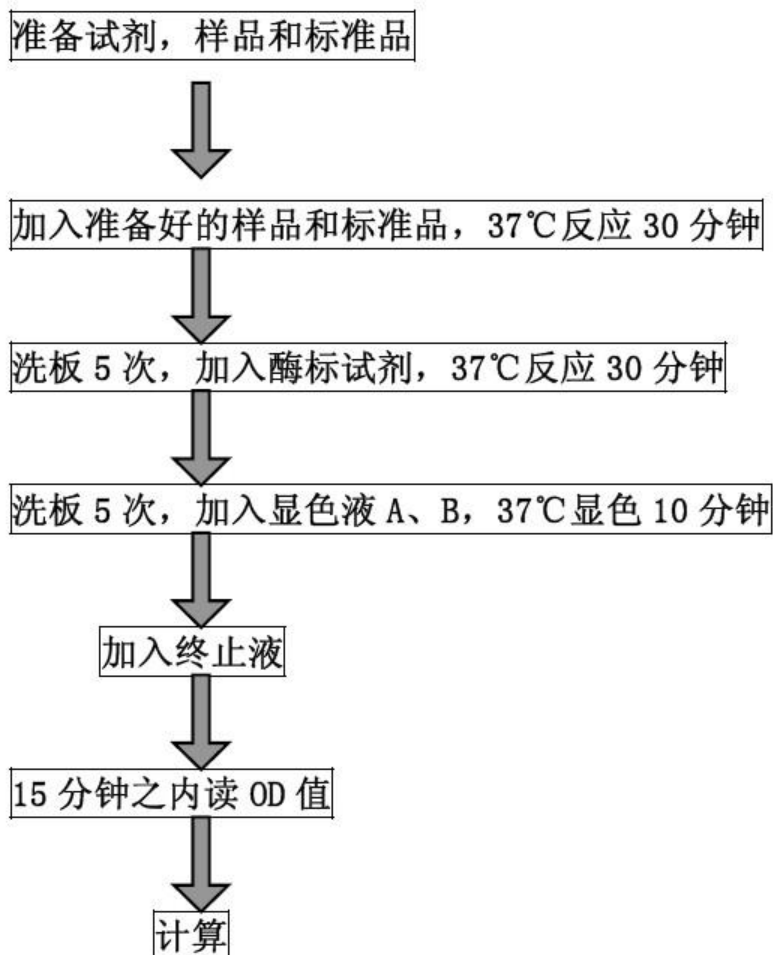 准备试剂，样品和标准品
加入准备好的样品和标准品，37℃反应 30 分钟
洗板 5 次，加入酶标试剂，37℃反应 30 分钟
洗板 5 次，加入显色液 A、B，37℃显色 10 分钟
加入终止液
15 分钟之内读 OD 值
计算